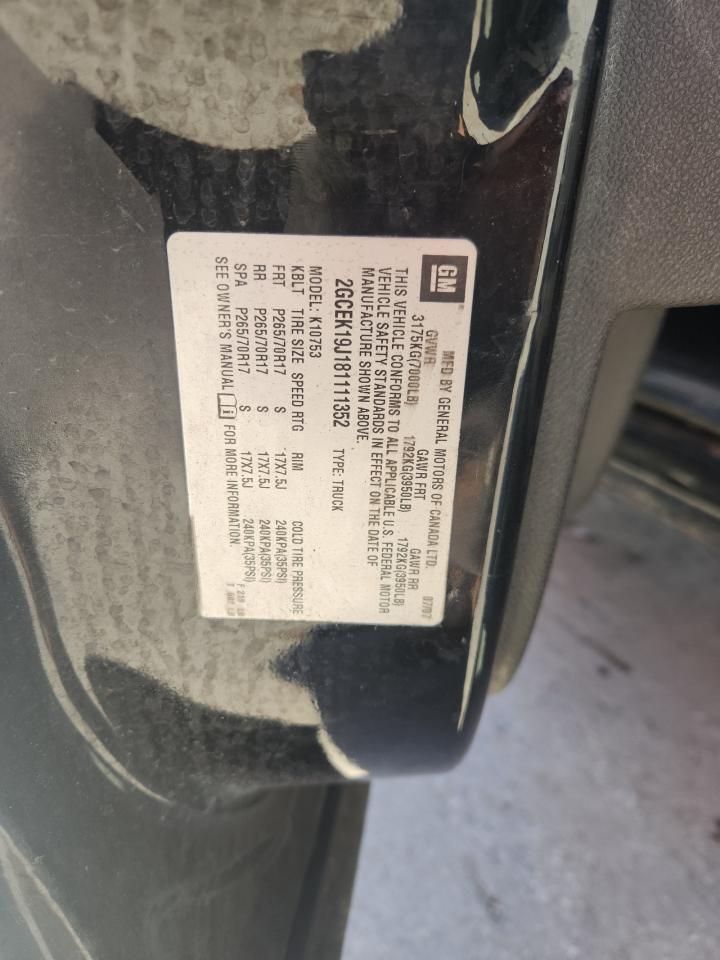 GM
MFD BY GENERAL MOTORS OF CANADA LTD. 07/07
GVWR GAWR FRT GAWR RR
3175KG(7000LB) 1792KG(3950LB) 1792KG(3950LB)
THIS VEHICLE CONFORMS TO ALL APPLICABLE U.S. FEDERAL MOTOR
VEHICLE SAFETY STANDARDS IN EFFECT ON THE DATE OF
MANUFACTURE SHOWN ABOVE.
2GCEK19J181111352 TYPE: TRUCK
MODEL: K10753
KBLT TIRE SIZE SPEED RTG RIM COLD TIRE PRESSURE
FRT P265/70R17 S 17X7.5J 240KPA(35PSI)
RR P265/70R17 S 17X7.5J 240KPA(35PSI)
SPA P265/70R17 S 17X7.5J 240KPA(35PSI)
SEE OWNER'S MANUAL i FOR MORE INFORMATION.